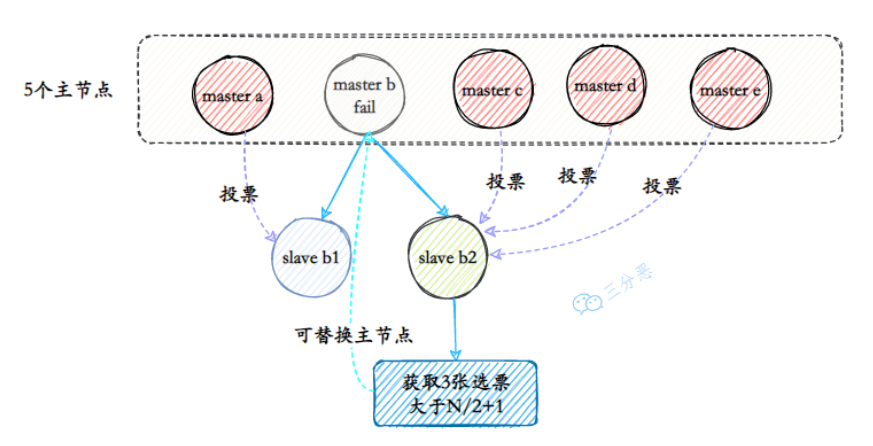 5个主节点
master a
master b
fail
master c
master d
master e
投票
投票
投票
投票
slave b1
slave b2
三分恶
可替换主节点
获取3张选票
大于N/2+1